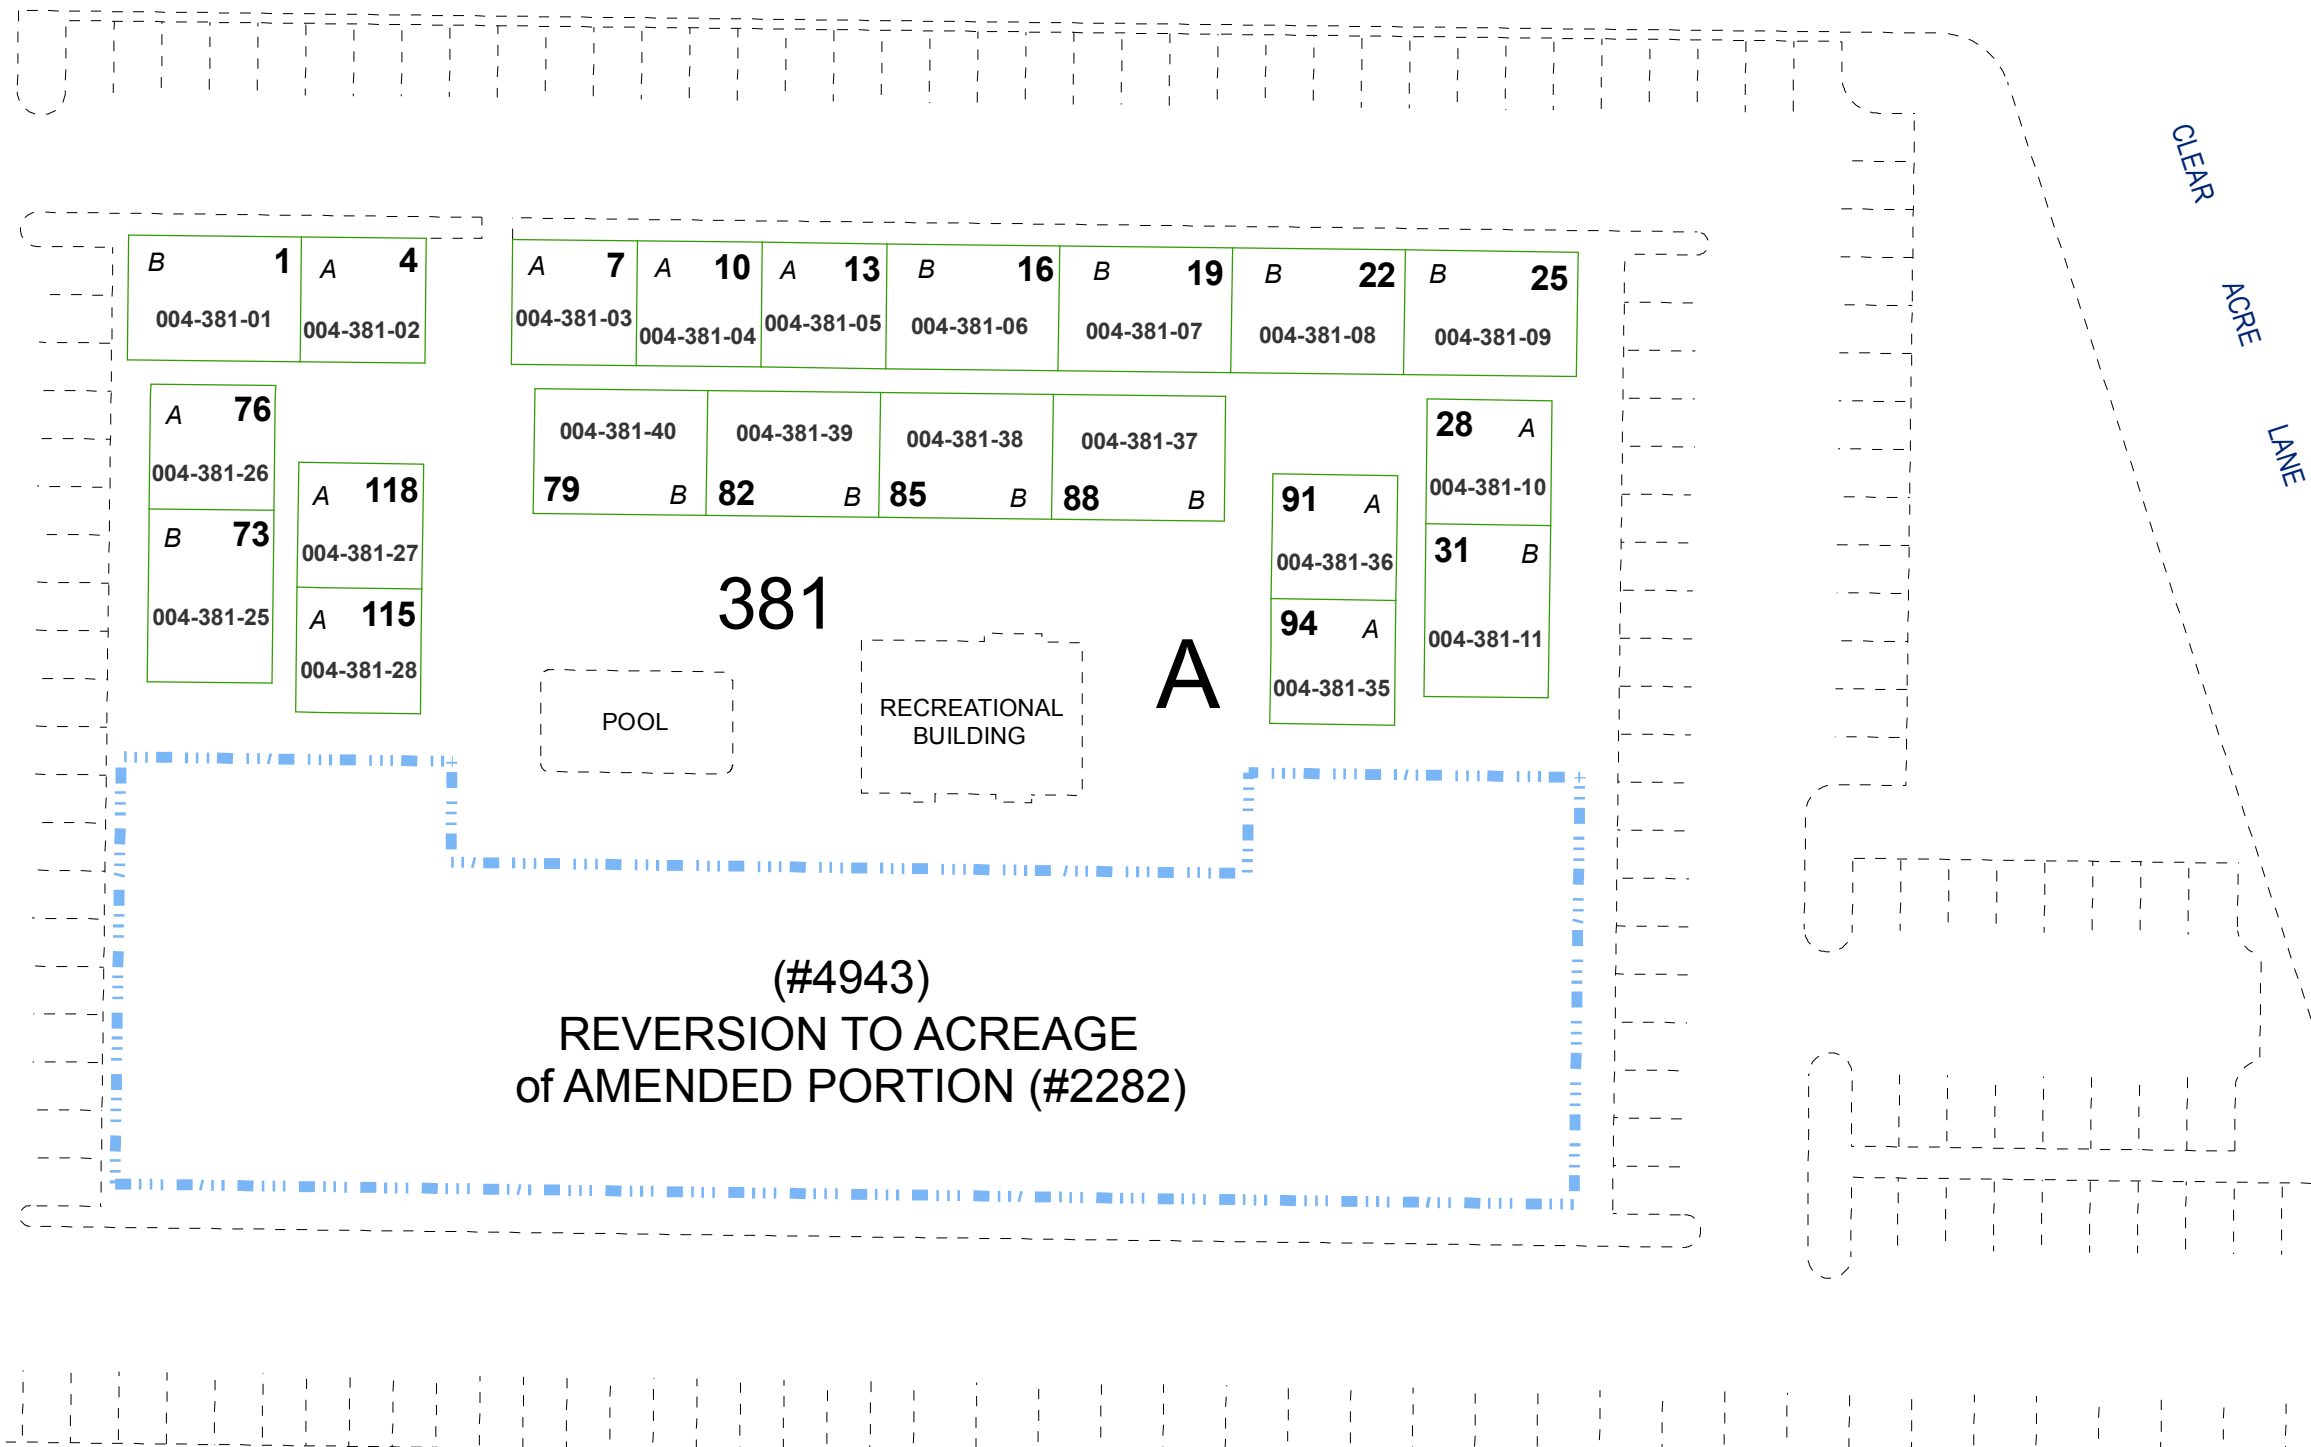 CLEAR
ACRE
LANE
B 1
004-381-01
A 4
004-381-02
A 7
004-381-03
A 10
004-381-04
A 13
004-381-05
B 16
004-381-06
B 19
004-381-07
B 22
004-381-08
B 25
004-381-09
A 76
004-381-26
B 73
004-381-25
A 118
004-381-27
A 115
004-381-28
004-381-40
79 B
004-381-39
82 B
004-381-38
85 B
004-381-37
88 B
91 A
004-381-36
94 A
004-381-35
28 A
004-381-10
31 B
004-381-11
381
A
POOL
RECREATIONAL
BUILDING
(#4943)
REVERSION TO ACREAGE
of AMENDED PORTION (#2282)